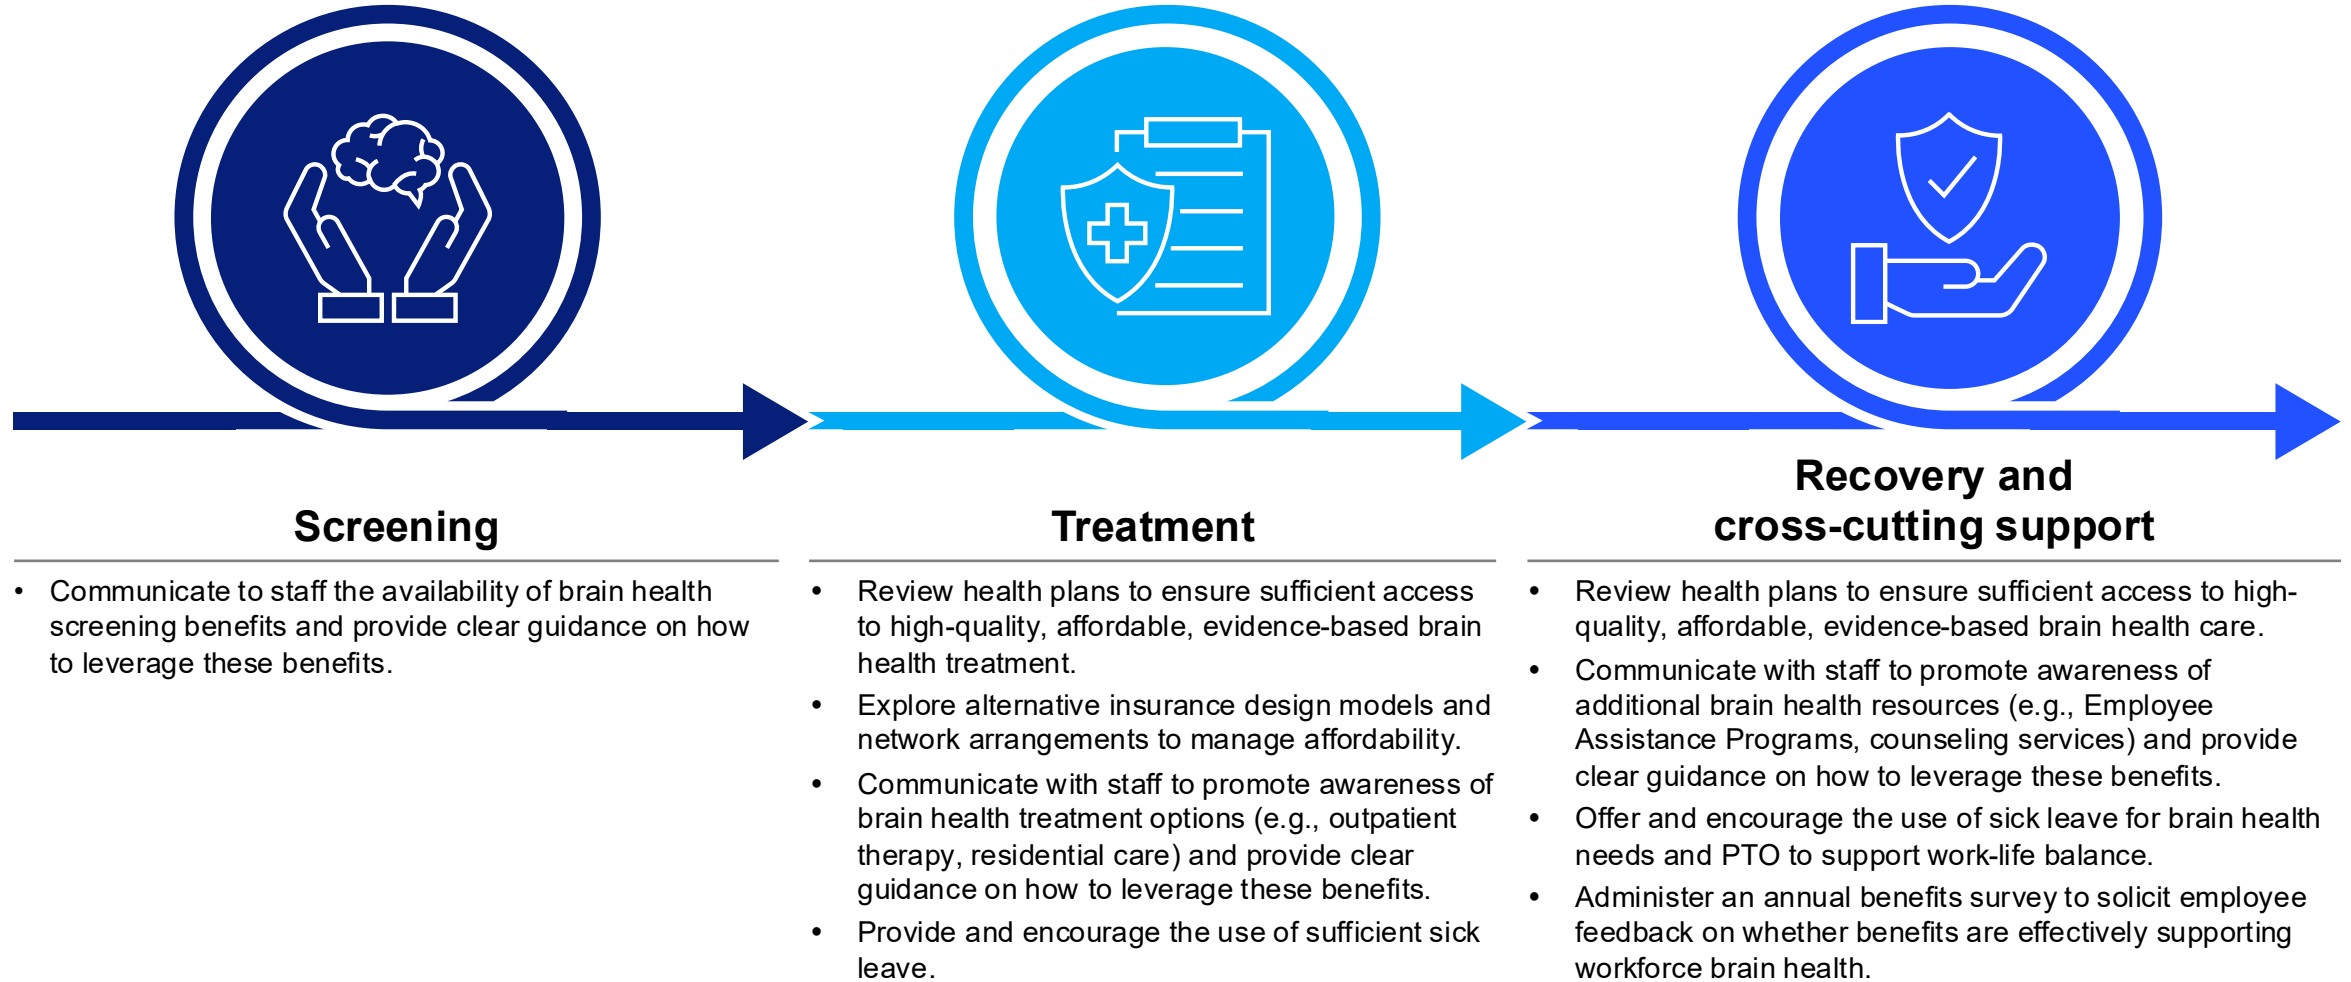 Screening
• Communicate to staff the availability of brain health
screening benefits and provide clear guidance on how
to leverage these benefits.
Treatment
• Review health plans to ensure sufficient access
to high-quality, affordable, evidence-based brain
health treatment.
• Explore alternative insurance design models and
network arrangements to manage affordability.
• Communicate with staff to promote awareness of
brain health treatment options (e.g., outpatient
therapy, residential care) and provide clear
guidance on how to leverage these benefits.
• Provide and encourage the use of sufficient sick
leave.
Recovery and
cross-cutting support
• Review health plans to ensure sufficient access to high-
quality, affordable, evidence-based brain health care.
• Communicate with staff to promote awareness of
additional brain health resources (e.g., Employee
Assistance Programs, counseling services) and provide
clear guidance on how to leverage these benefits.
• Offer and encourage the use of sick leave for brain health
needs and PTO to support work-life balance.
• Administer an annual benefits survey to solicit employee
feedback on whether benefits are effectively supporting
workforce brain health.